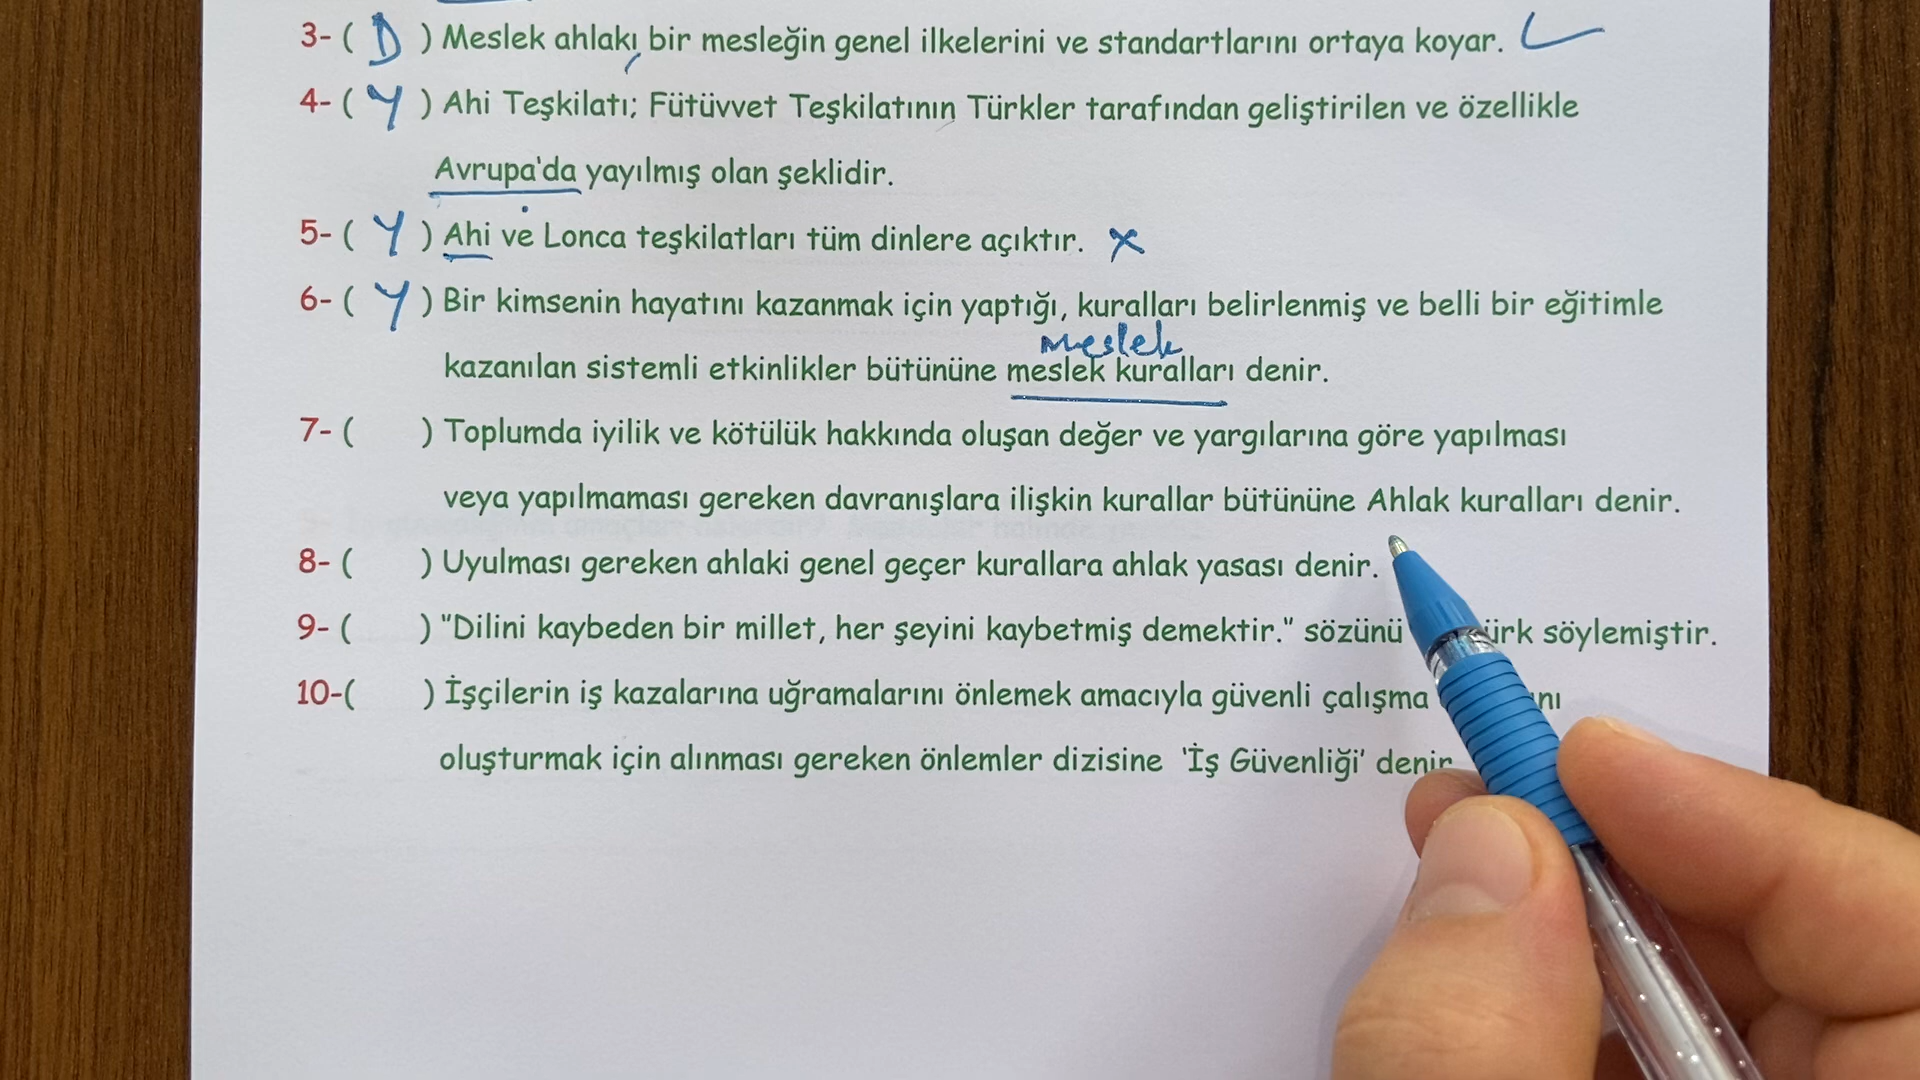 3- ( D ) Meslek ahlakı bir mesleğin genel ilkelerini ve standartlarını ortaya koyar.
4- ( Y ) Ahi Teşkilatı; Fütüvvet Teşkilatının Türkler tarafından geliştirilen ve özellikle
Avrupa'da yayılmış olan şeklidir.
5- ( Y ) Ahi ve Lonca teşkilatları tüm dinlere açıktır. x
6- ( Y ) Bir kimsenin hayatını kazanmak için yaptığı, kuralları belirlenmiş ve belli bir eğitimle
Meslek
kazanılan sistemli etkinlikler bütününe meslek kuralları denir.
7- ( ) Toplumda iyilik ve kötülük hakkında oluşan değer ve yargılarına göre yapılması
veya yapılmaması gereken davranışlara ilişkin kurallar bütününe Ahlak kuralları denir.
8- ( ) Uyulması gereken ahlaki genel geçer kurallara ahlak yasası denir.
9- ( ) "Dilini kaybeden bir millet, her şeyini kaybetmiş demektir." sözünü söylemiştir.
10-( ) İşçilerin iş kazalarına uğramalarını önlemek amacıyla güvenli çalışma
oluşturmak için alınması gereken önlemler dizisine 'İş Güvenliği' denir